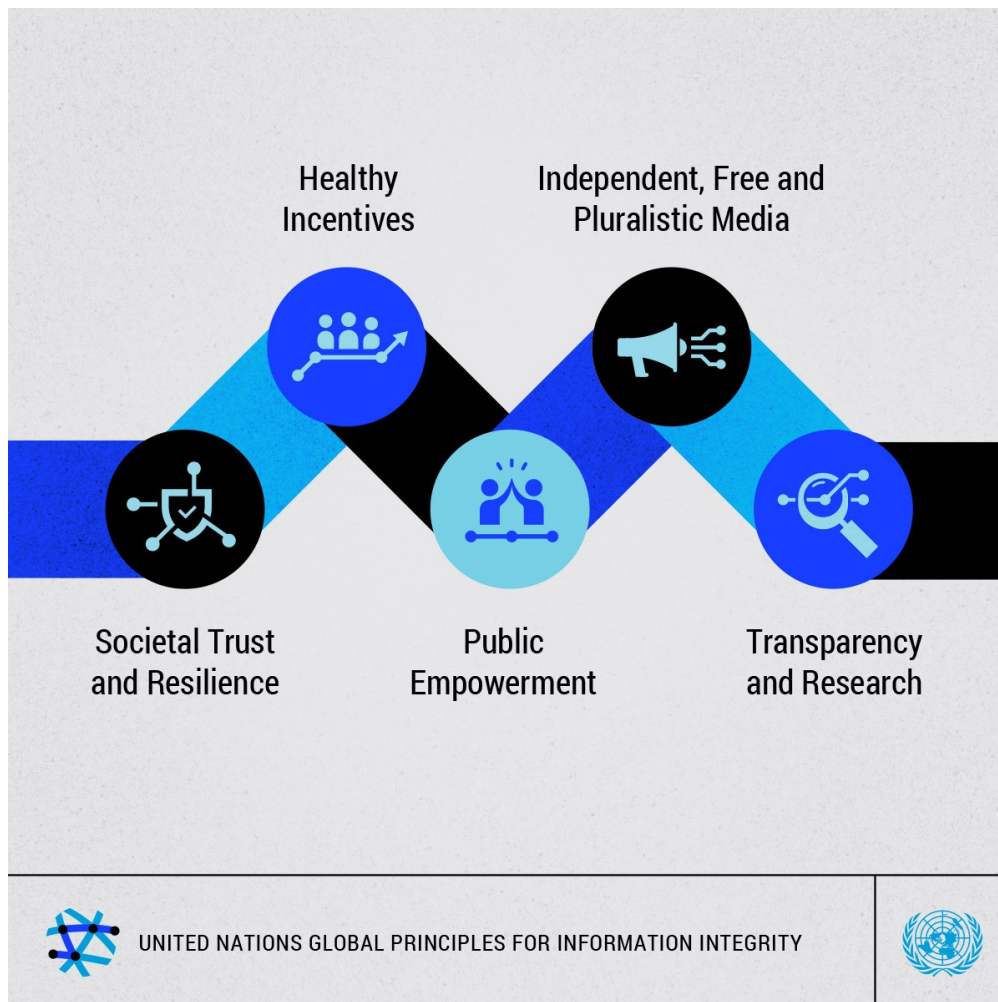 Healthy
Incentives
Independent, Free and
Pluralistic Media
Societal Trust
and Resilience
Public
Empowerment
Transparency
and Research
UNITED NATIONS GLOBAL PRINCIPLES FOR INFORMATION INTEGRITY